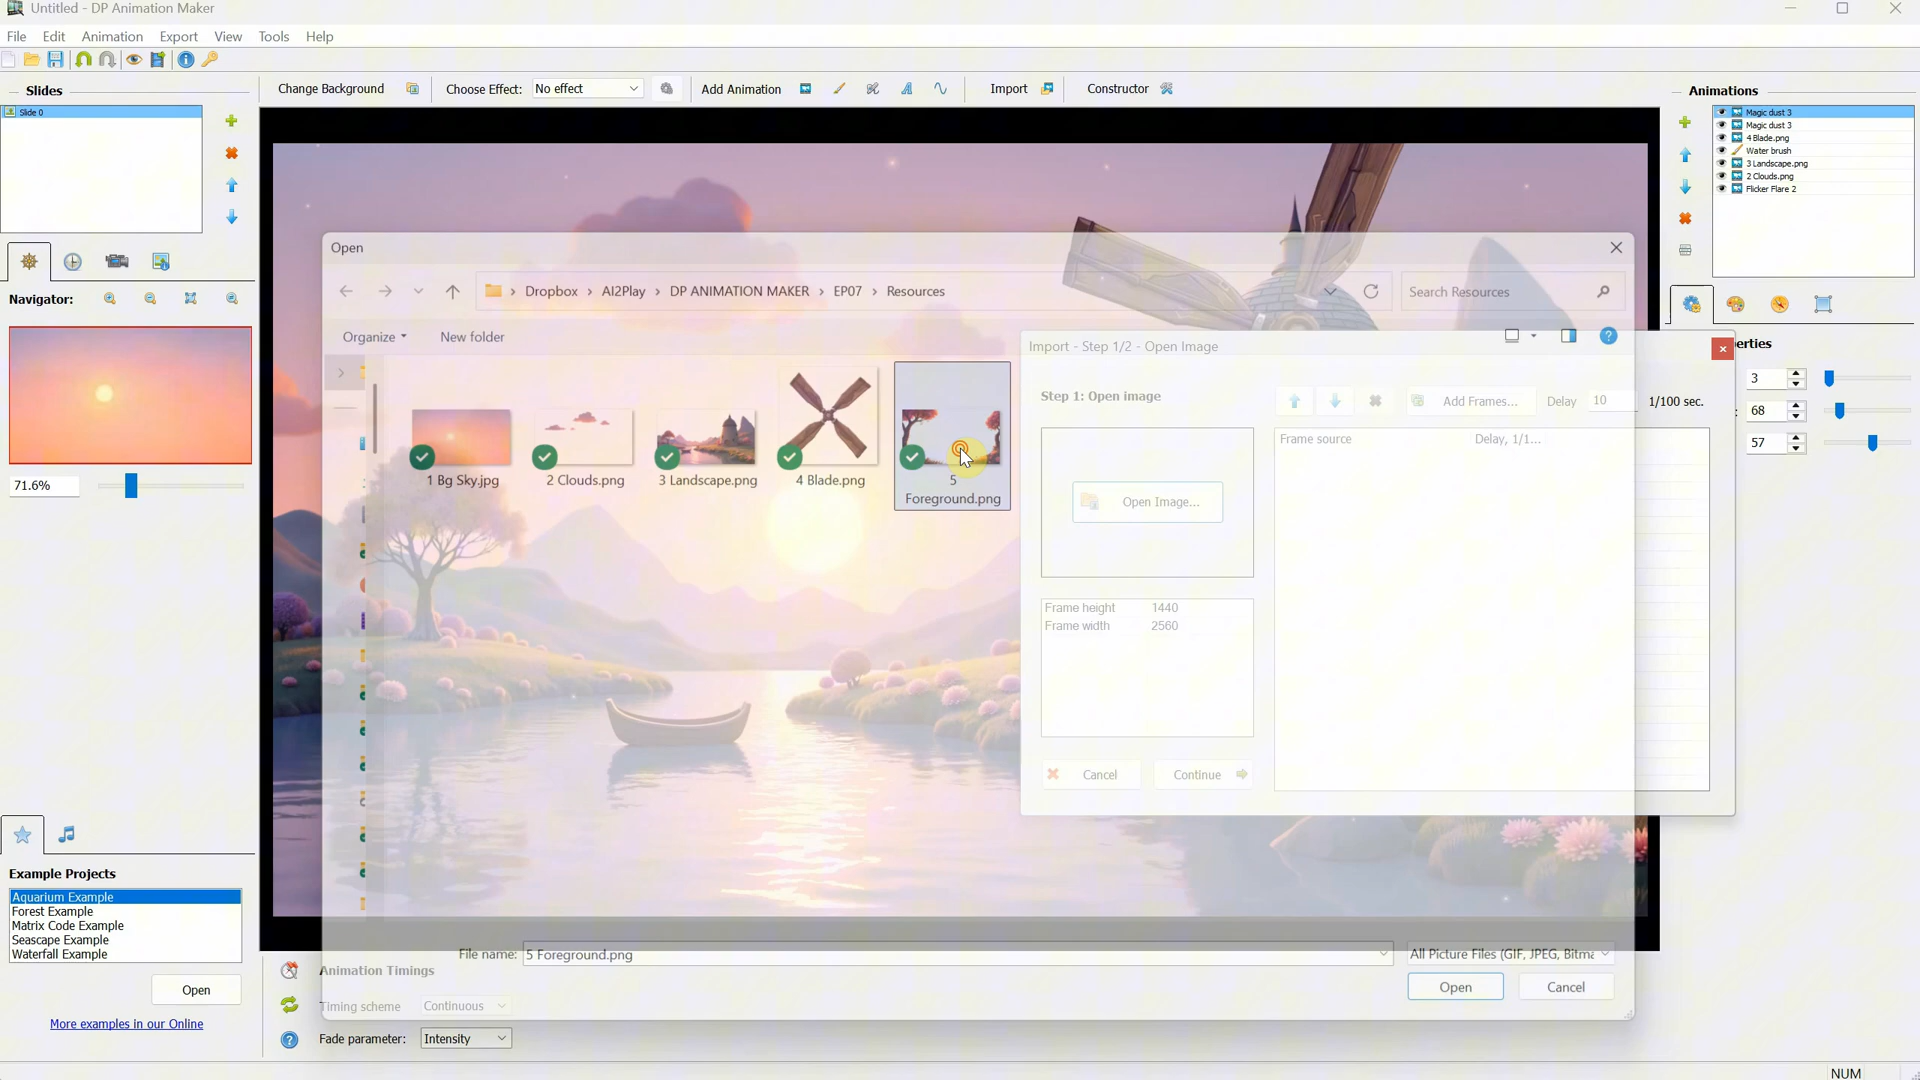 Untitled - DP Animation Maker
File Edit Animation Export View Tools Help
Slides
Change Background
Choose Effect: No effect
Add Animation
Import
Constructor
Animations
Slide 0
Magic dust 3
Magic dust 3
4 Blade.png
Water brush
3 Landscape.png
2 Clouds.png
Flicker Flare 2
Open
Dropbox › AI2Play › DP ANIMATION MAKER › EP07 › Resources
Search Resources
Organize
New folder
Navigator:
71.6%
1 Bg Sky.jpg
2 Clouds.png
3 Landscape.png
4 Blade.png
5
Foreground.png
Import - Step 1/2 - Open Image
Step 1: Open image
Add Frames...
Delay 10 1/100 sec.
Frame source
Delay, 1/1...
Open Image...
Frame height 1440
Frame width 2560
Cancel
Continue
erties
3
68
57
Example Projects
Aquarium Example
Forest Example
Matrix Code Example
Seascape Example
Waterfall Example
Open
More examples in our Online
File name: 5 Foreground.png
All Picture Files (GIF, JPEG, Bitma
Open
Cancel
Animation Timings
Timing scheme Continuous
Fade parameter: Intensity
NUM